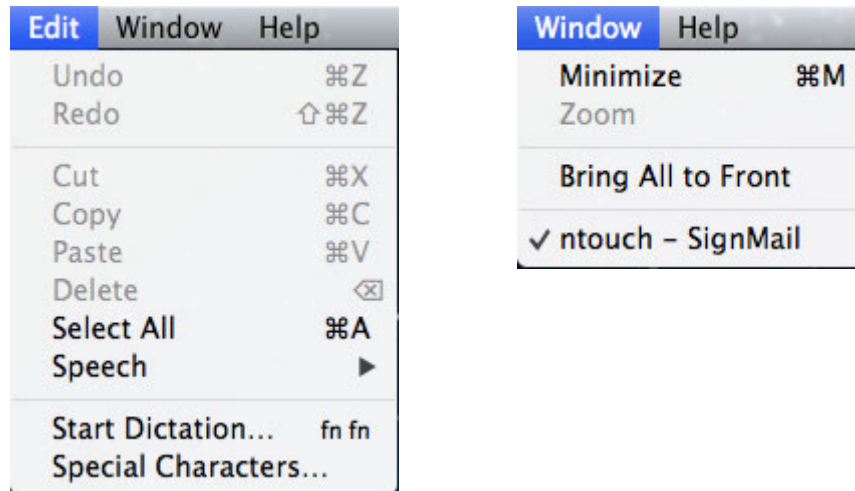 Edit Window Help
Undo ⌘Z
Redo ⇧⌘Z
Cut ⌘X
Copy ⌘C
Paste ⌘V
Delete ⌫
Select All ⌘A
Speech ▶
Start Dictation... fn fn
Special Characters...
Window Help
Minimize ⌘M
Zoom
Bring All to Front
✓ ntouch – SignMail